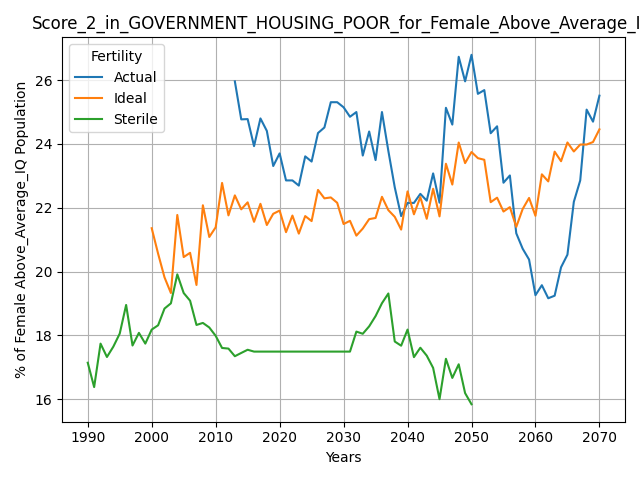 Score_2_in_GOVERNMENT_HOUSING_POOR_for_Female_Above_Average_I
% of Female Above_Average_IQ Population
Fertility
Actual
Ideal
Sterile
26
24
22
20
18
16
1990 2000 2010 2020 2030 2040 2050 2060 2070
Years